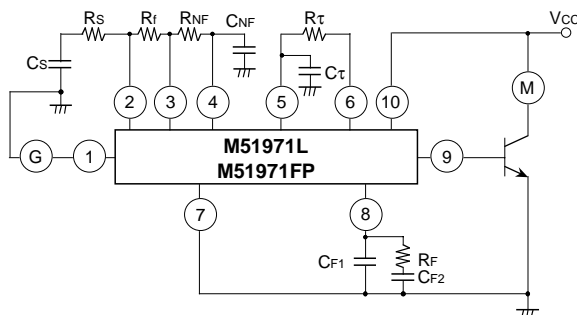 RS Rf RNF CNF Rτ VCC
CS Cτ
M
2 3 4 5 6 10
G 1 M51971L 9
M51971FP
7 8
CF1 RF
CF2